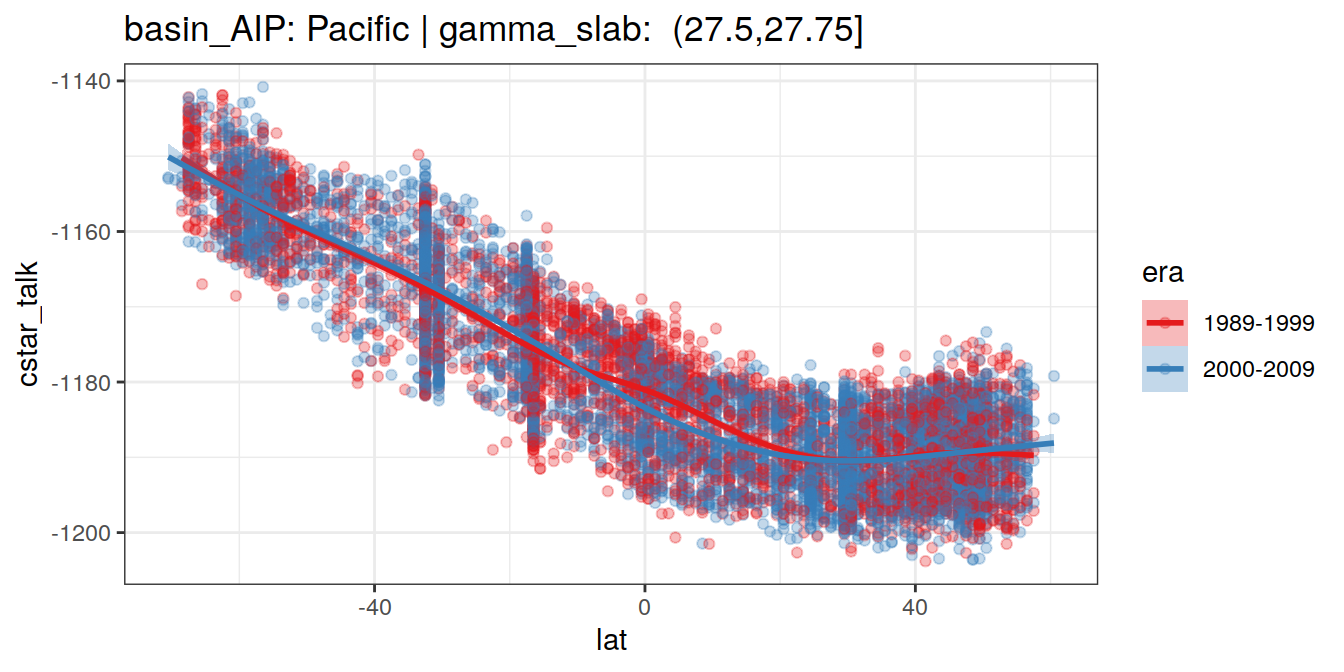 basin_AIP: Pacific | gamma_slab:  (27.5,27.75]
-1140
-1160
-1180
-1200
cstar_talk
-40
0
40
lat
era
1989-1999
2000-2009